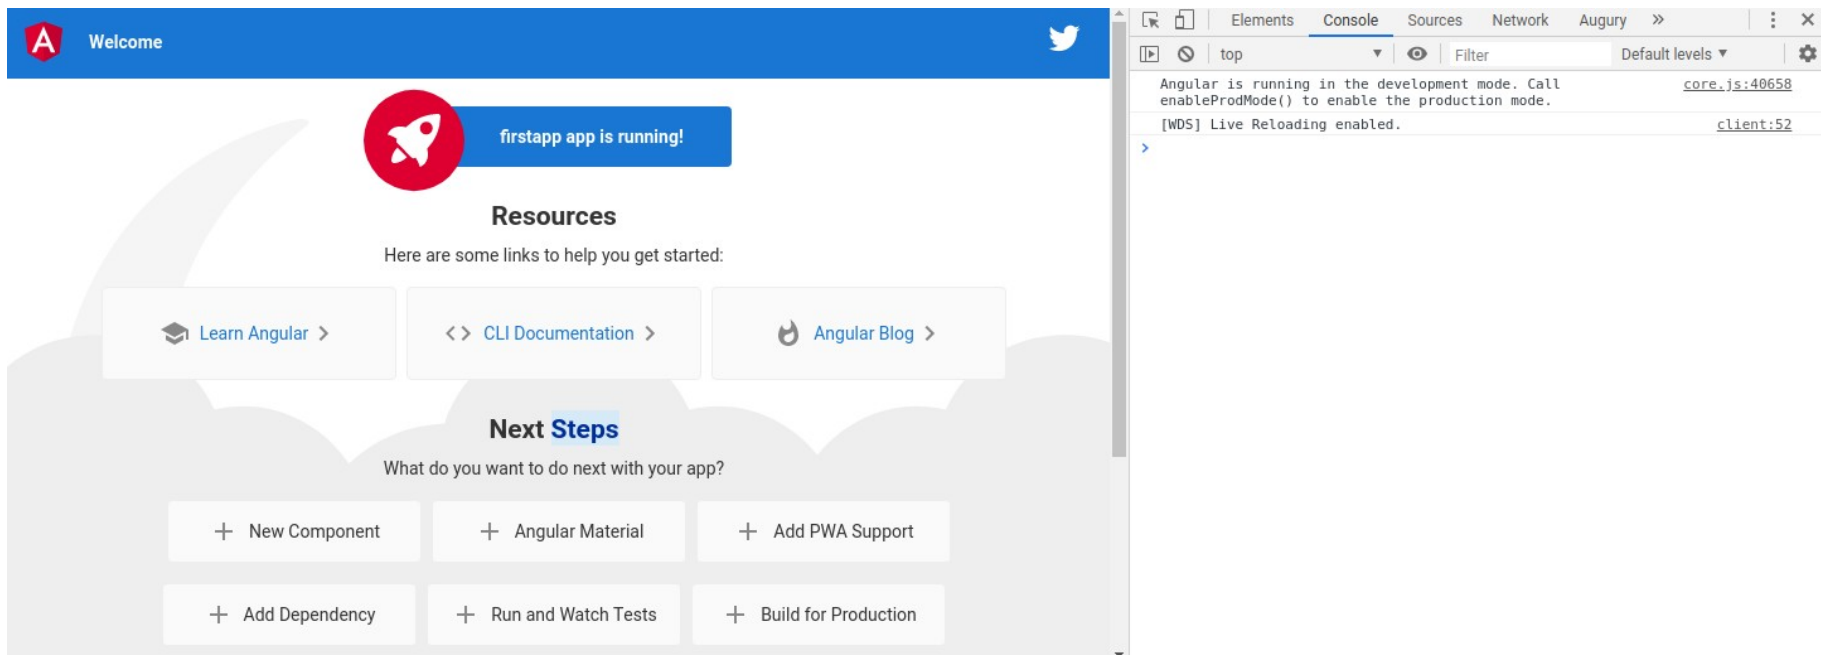 A
Welcome
firstapp app is running!
Resources
Here are some links to help you get started:
Learn Angular
CLI Documentation
Angular Blog
Next Steps
What do you want to do next with your app?
New Component
Angular Material
Add PWA Support
Add Dependency
Run and Watch Tests
Build for Production
Elements Console Sources Network Augury »
top Filter Default levels
Angular is running in the development mode. Call core.js:40658
enableProdMode() to enable the production mode.
[WDS] Live Reloading enabled. client:52